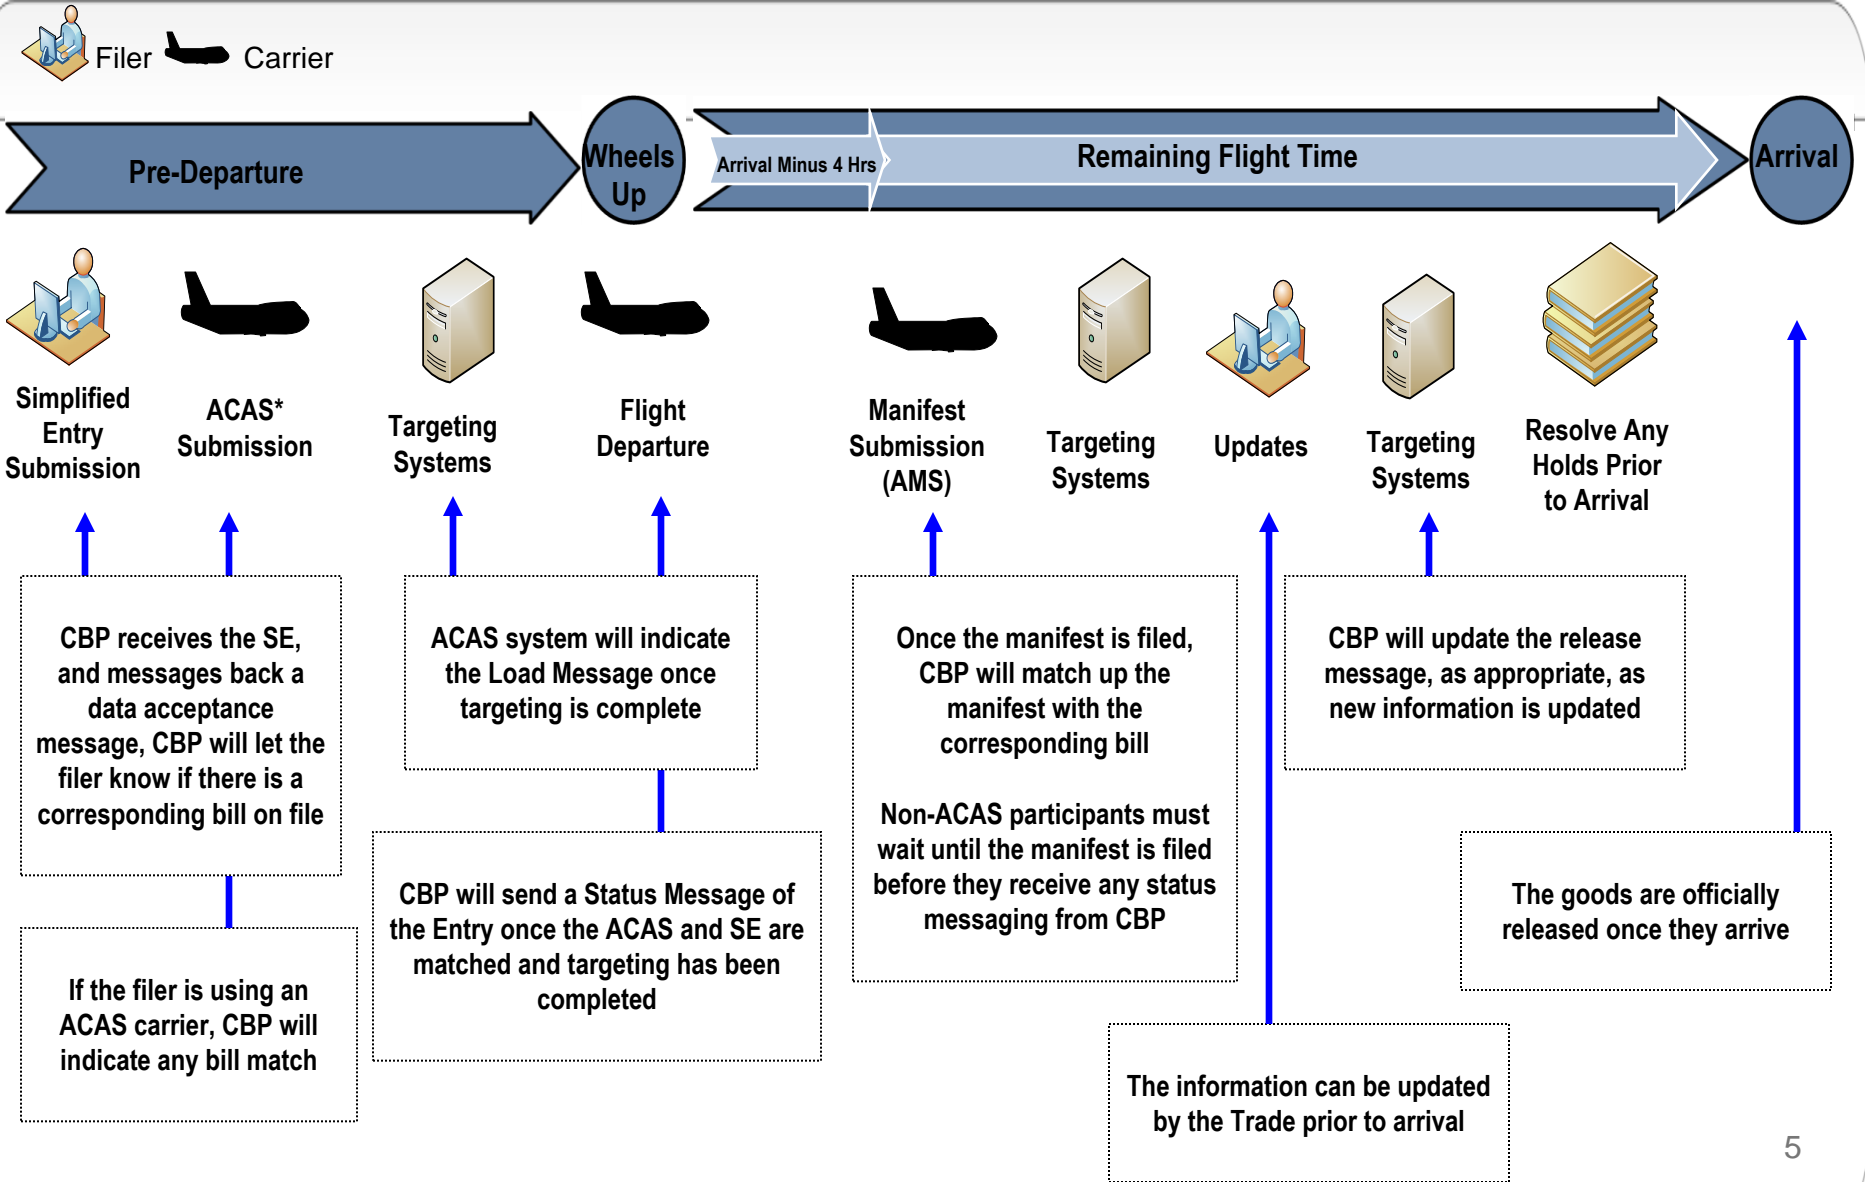 Filer
Carrier
Pre-Departure
Wheels
Up
Arrival Minus 4 Hrs
Remaining Flight Time
Arrival
Simplified
Entry
Submission
ACAS*
Submission
Targeting
Systems
Flight
Departure
Manifest
Submission
(AMS)
Targeting
Systems
Updates
Targeting
Systems
Resolve Any
Holds Prior
to Arrival
CBP receives the SE,
and messages back a
data acceptance
message, CBP will let the
filer know if there is a
corresponding bill on file
If the filer is using an
ACAS carrier, CBP will
indicate any bill match
ACAS system will indicate
the Load Message once
targeting is complete
CBP will send a Status Message of
the Entry once the ACAS and SE are
matched and targeting has been
completed
Once the manifest is filed,
CBP will match up the
manifest with the
corresponding bill
Non-ACAS participants must
wait until the manifest is filed
before they receive any status
messaging from CBP
The information can be updated
by the Trade prior to arrival
CBP will update the release
message, as appropriate, as
new information is updated
The goods are officially
released once they arrive
5